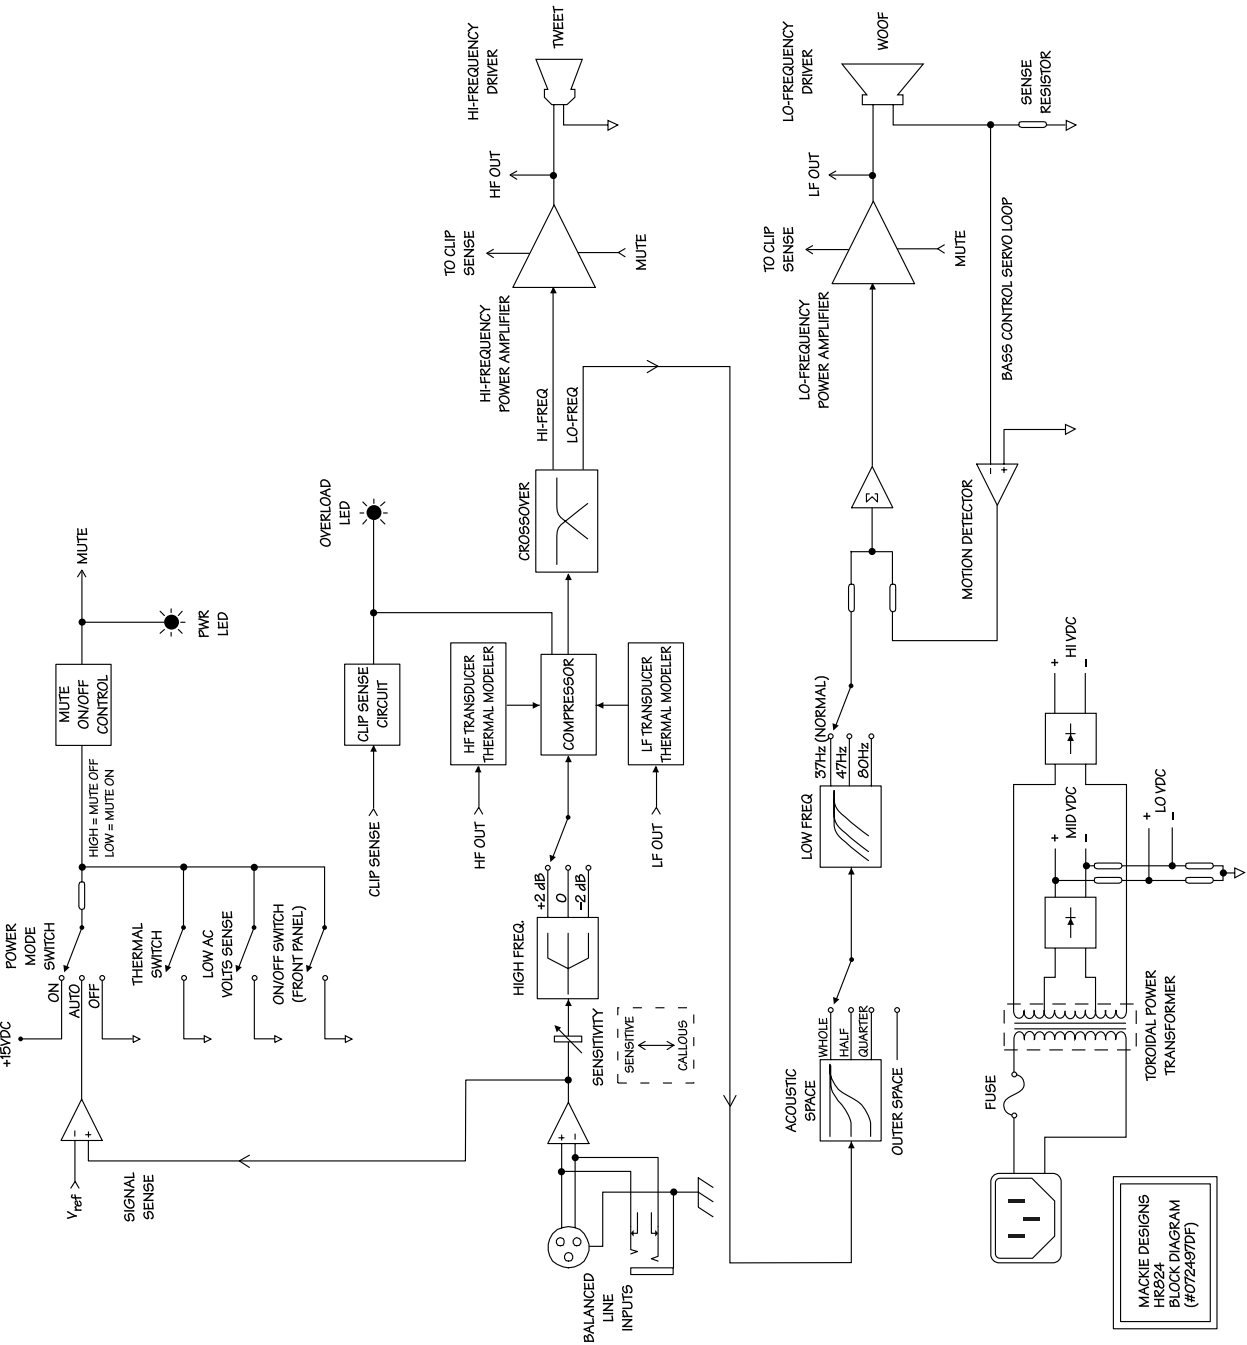 +15VDC
POWER
MODE
SWITCH
ON
AUTO
OFF
Vref
SIGNAL
SENSE
THERMAL
SWITCH
LOW AC
VOLTS SENSE
ON/OFF SWITCH
(FRONT PANEL)
HIGH = MUTE OFF
LOW = MUTE ON
MUTE
ON/OFF
CONTROL
MUTE
PWR
LED
BALANCED
LINE
INPUTS
+
−
−
+
SENSITIVITY
SENSITIVE
CALLOUS
HIGH FREQ.
+2 dB
0
−2 dB
CLIP SENSE
CLIP SENSE
CIRCUIT
OVERLOAD
LED
HF OUT
HF TRANSDUCER
THERMAL MODELER
COMPRESSOR
LF OUT
LF TRANSDUCER
THERMAL MODELER
CROSSOVER
HI-FREQ
LO-FREQ
HI-FREQUENCY
POWER AMPLIFIER
TO CLIP
SENSE
MUTE
HF OUT
HI-FREQUENCY
DRIVER
TWEET
ACOUSTIC
SPACE
WHOLE
HALF
QUARTER
OUTER SPACE
LOW FREQ
37Hz (NORMAL)
47Hz
80Hz
Σ
MOTION DETECTOR
−
+
BASS CONTROL SERVO LOOP
LO-FREQUENCY
POWER AMPLIFIER
TO CLIP
SENSE
MUTE
LF OUT
LO-FREQUENCY
DRIVER
WOOF
SENSE
RESISTOR
FUSE
TOROIDAL POWER
TRANSFORMER
+
MID VDC
−
+
HI VDC
−
+
LO VDC
−
MACKIE DESIGNS
HR824
BLOCK DIAGRAM
(#072497DF)